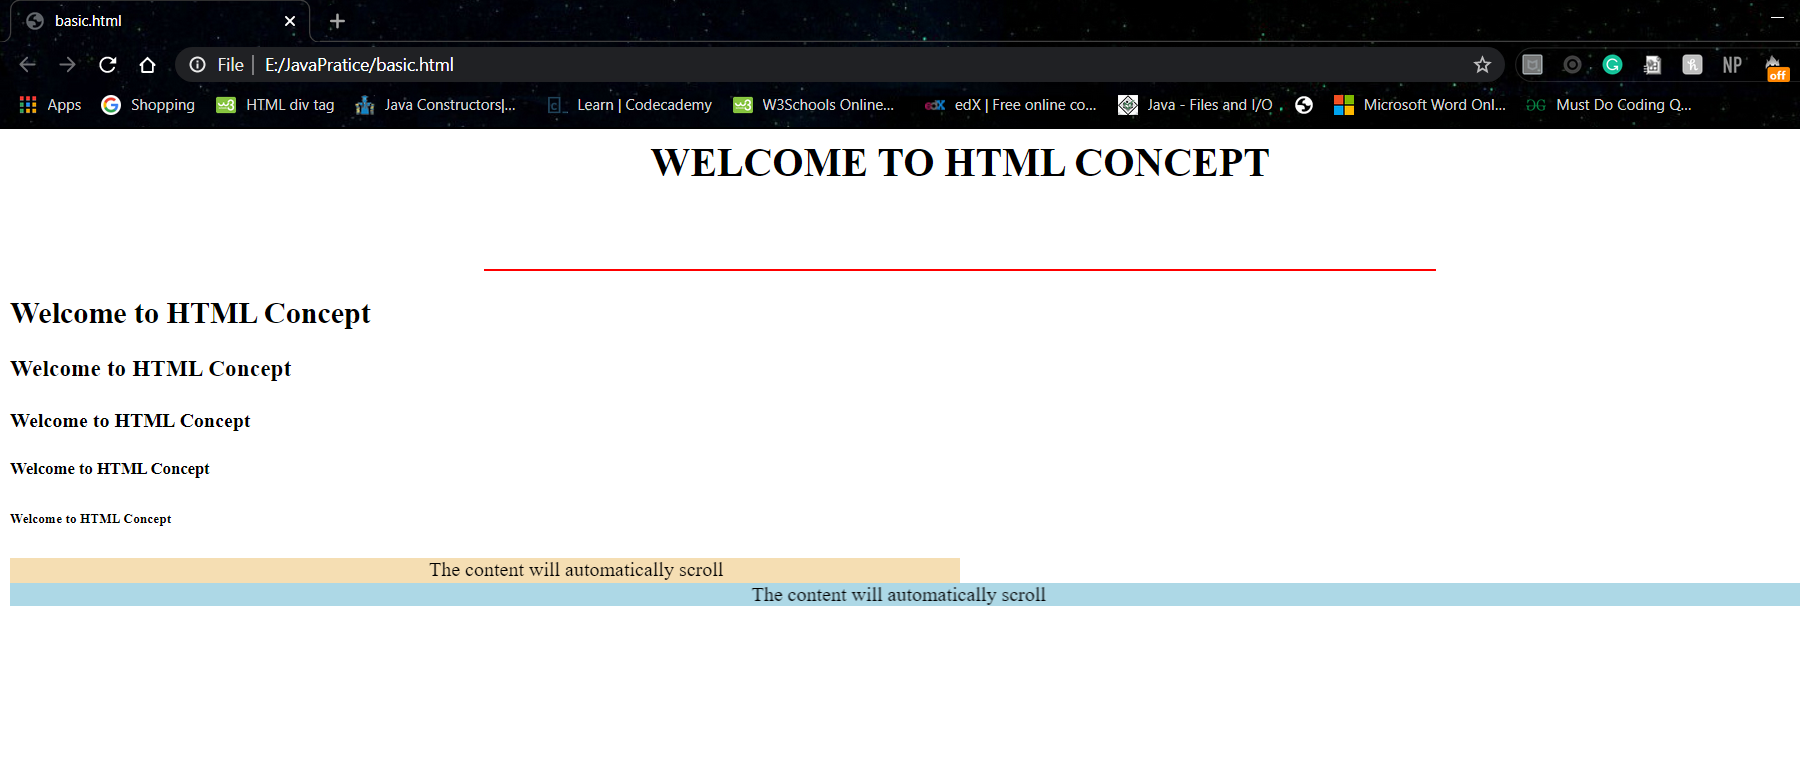 basic.html
File | E:/JavaPratice/basic.html
NP
off
Apps Shopping HTML div tag Java Constructors|... Learn | Codecademy W3Schools Online... edX | Free online co... Java - Files and I/O Microsoft Word Onl... Must Do Coding Q...
WELCOME TO HTML CONCEPT
Welcome to HTML Concept
Welcome to HTML Concept
Welcome to HTML Concept
Welcome to HTML Concept
Welcome to HTML Concept
The content will automatically scroll
The content will automatically scroll